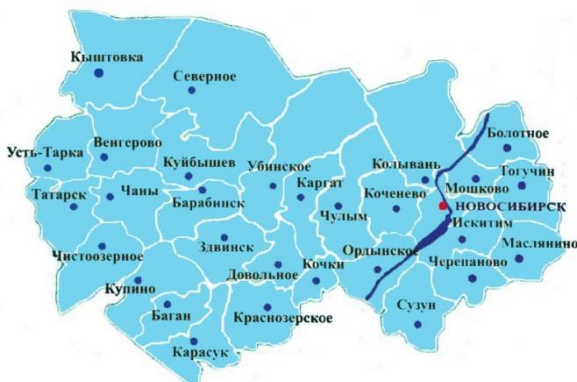 Кыштовка
Северное
Болотное
Усть-Тарка
Венгерово
Куйбышев
Убинское
Колывань
Тогучин
Татарск
Чаны
Барабинск
Каргат
Чулым
Коченево
Мошково
НОВОСИБИРСК
Искитим
Чистоозерное
Здвинск
Довольное
Кочки
Ордынское
Черепаново
Маслянино
Купино
Баган
Краснозерское
Сузун
Карасук